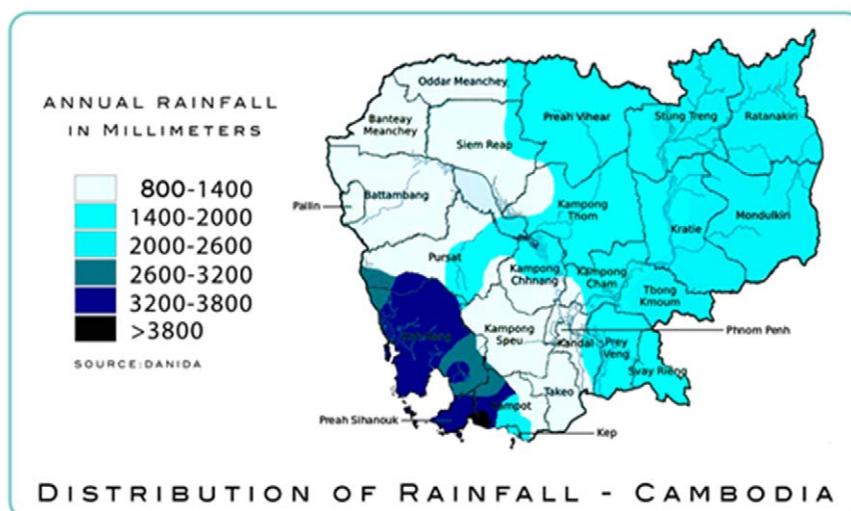 ANNUAL RAINFALL
IN MILLIMETERS
800-1400
1400-2000
2000-2600
2600-3200
3200-3800
>3800
SOURCE:DANIDA
Oddar Meanchey
Banteay
Meanchey
Siem Reap
Preah Vihear
Stung Treng
Ratanakiri
Pailin
Battambang
Kampong
Thom
Kratie
Mondulkiri
Pursat
Kampong
Chhnang
Kampong
Cham
Tbong
Kmoum
Kampong
Speu
Kandal
Phnom Penh
Prey
Veng
Svay Rieng
Takeo
Preah Sihanouk
Kep
DISTRIBUTION OF RAINFALL - CAMBODIA